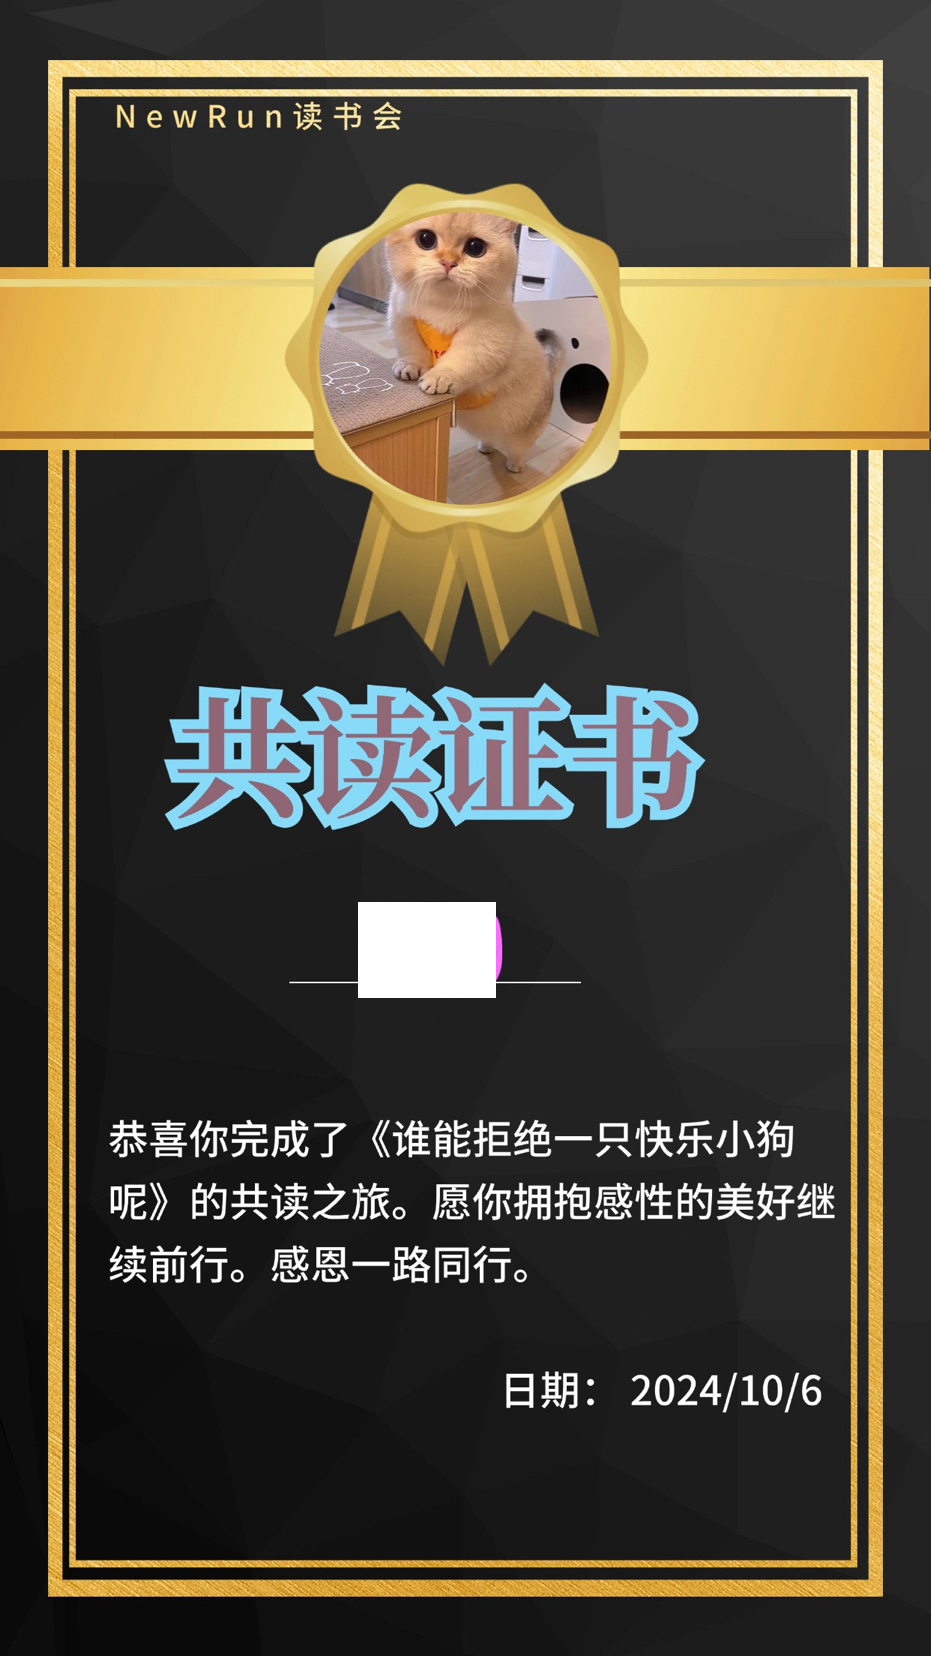 NewRun读书会
共读证书
恭喜你完成了《谁能拒绝一只快乐小狗
呢》的共读之旅。愿你拥抱感性的美好继
续前行。感恩一路同行。
日期： 2024/10/6